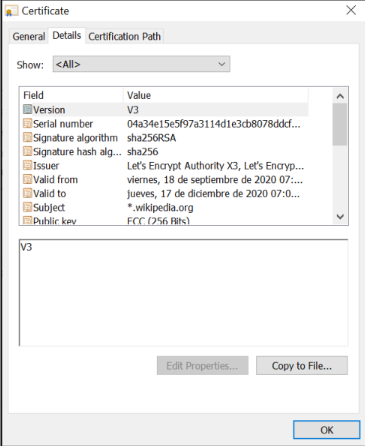 Certificate
General Details Certification Path
Show: <All>
Field Value
Version V3
Serial number 04a34e15e5f97a3114d1e3cb8078ddcf...
Signature algorithm sha256RSA
Signature hash alg... sha256
Issuer Let's Encrypt Authority X3, Let's Encryp...
Valid from viernes, 18 de septiembre de 2020 07:...
Valid to jueves, 17 de diciembre de 2020 07:0...
Subject *.wikipedia.org
Public key ECC (256 Bits)
V3
Edit Properties... Copy to File...
OK